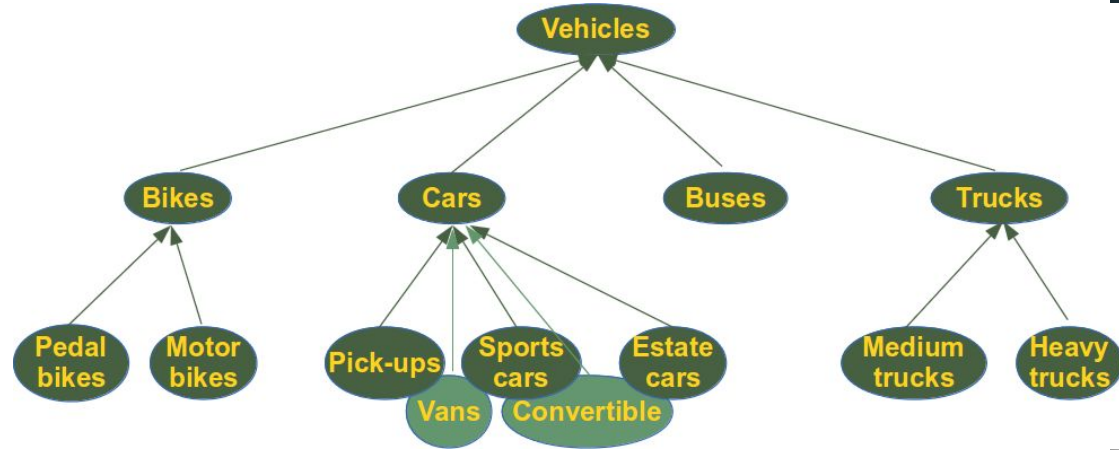 Vehicles
Bikes
Cars
Buses
Trucks
Pedal
bikes
Motor
bikes
Pick-ups
Sports
cars
Estate
cars
Medium
trucks
Heavy
trucks
Vans
Convertible